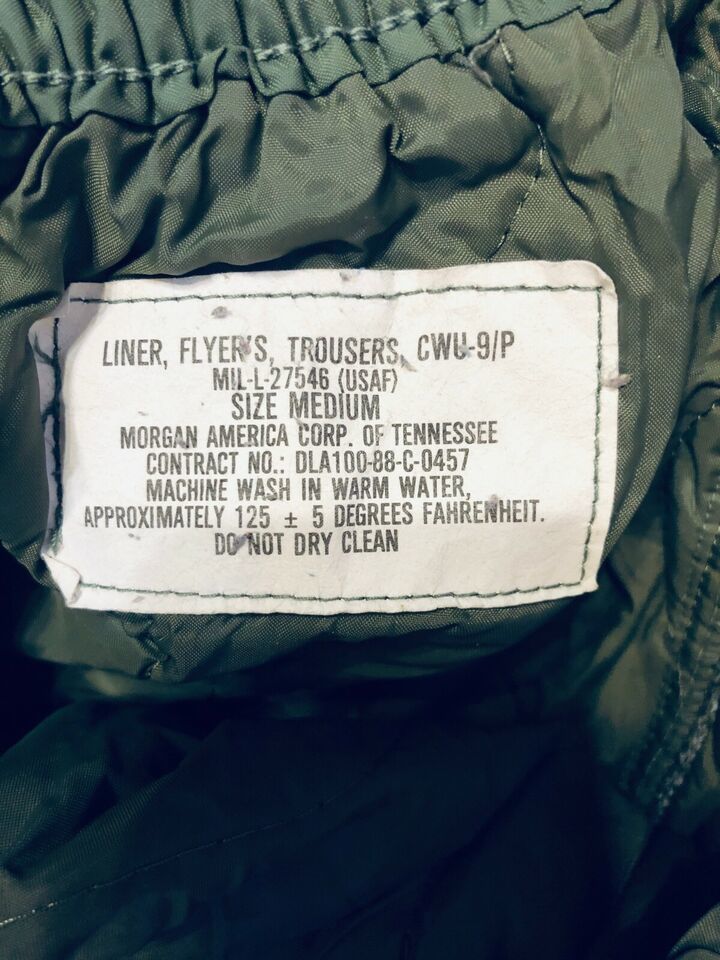 LINER, FLYER'S, TROUSERS, CWU-9/P
MIL-L-27546 (USAF)
SIZE MEDIUM
MORGAN AMERICA CORP. OF TENNESSEE
CONTRACT NO.: DLA100-88-C-0457
MACHINE WASH IN WARM WATER,
APPROXIMATELY 125 ± 5 DEGREES FAHRENHEIT.
DO NOT DRY CLEAN